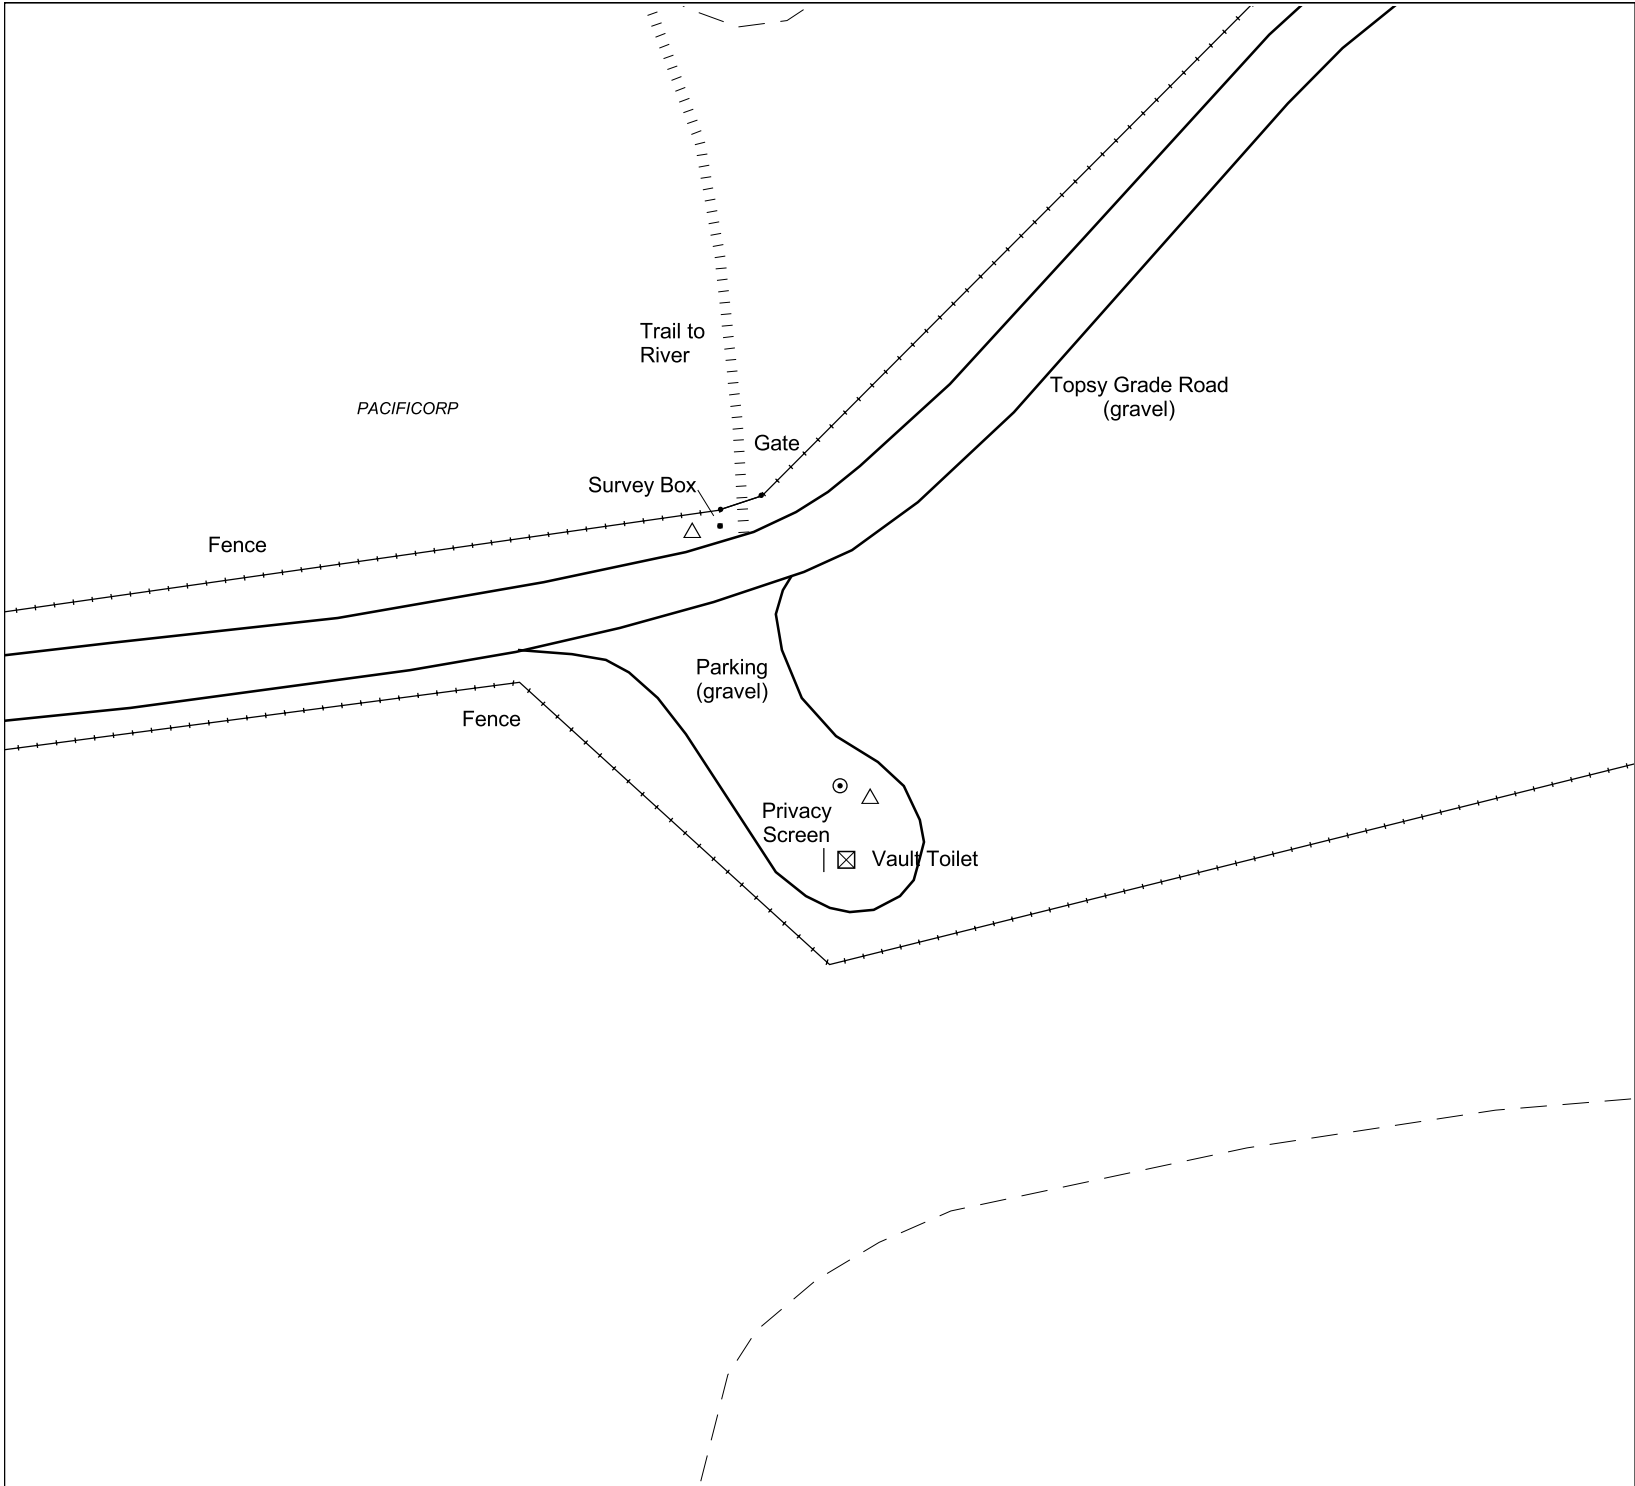 Trail to
River
Topsy Grade Road
(gravel)
PACIFICORP
Gate
Survey Box
Fence
Parking
(gravel)
Fence
Privacy
Screen
Vault Toilet